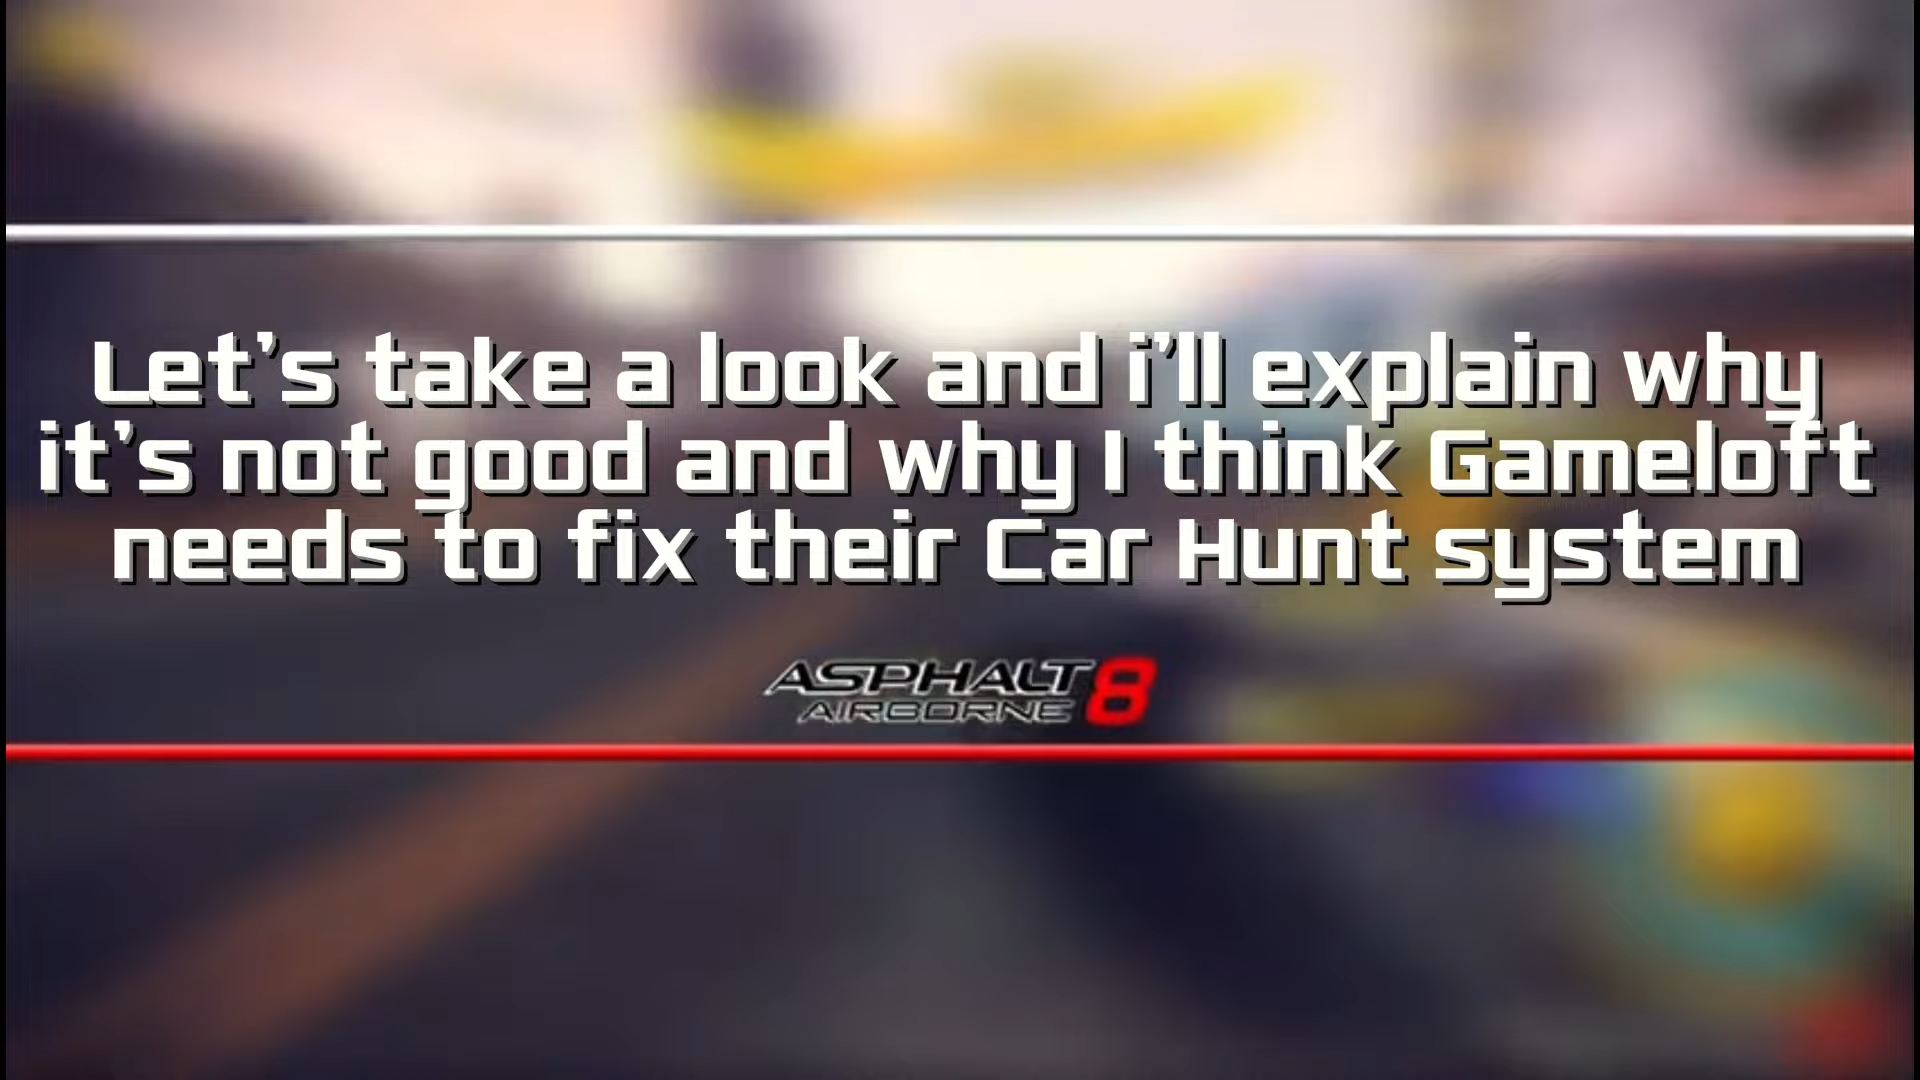 Let's take a look and i'll explain why
it's not good and why I think Gameloft
needs to fix their Car Hunt system
ASPHALT 8
AIRBORNE